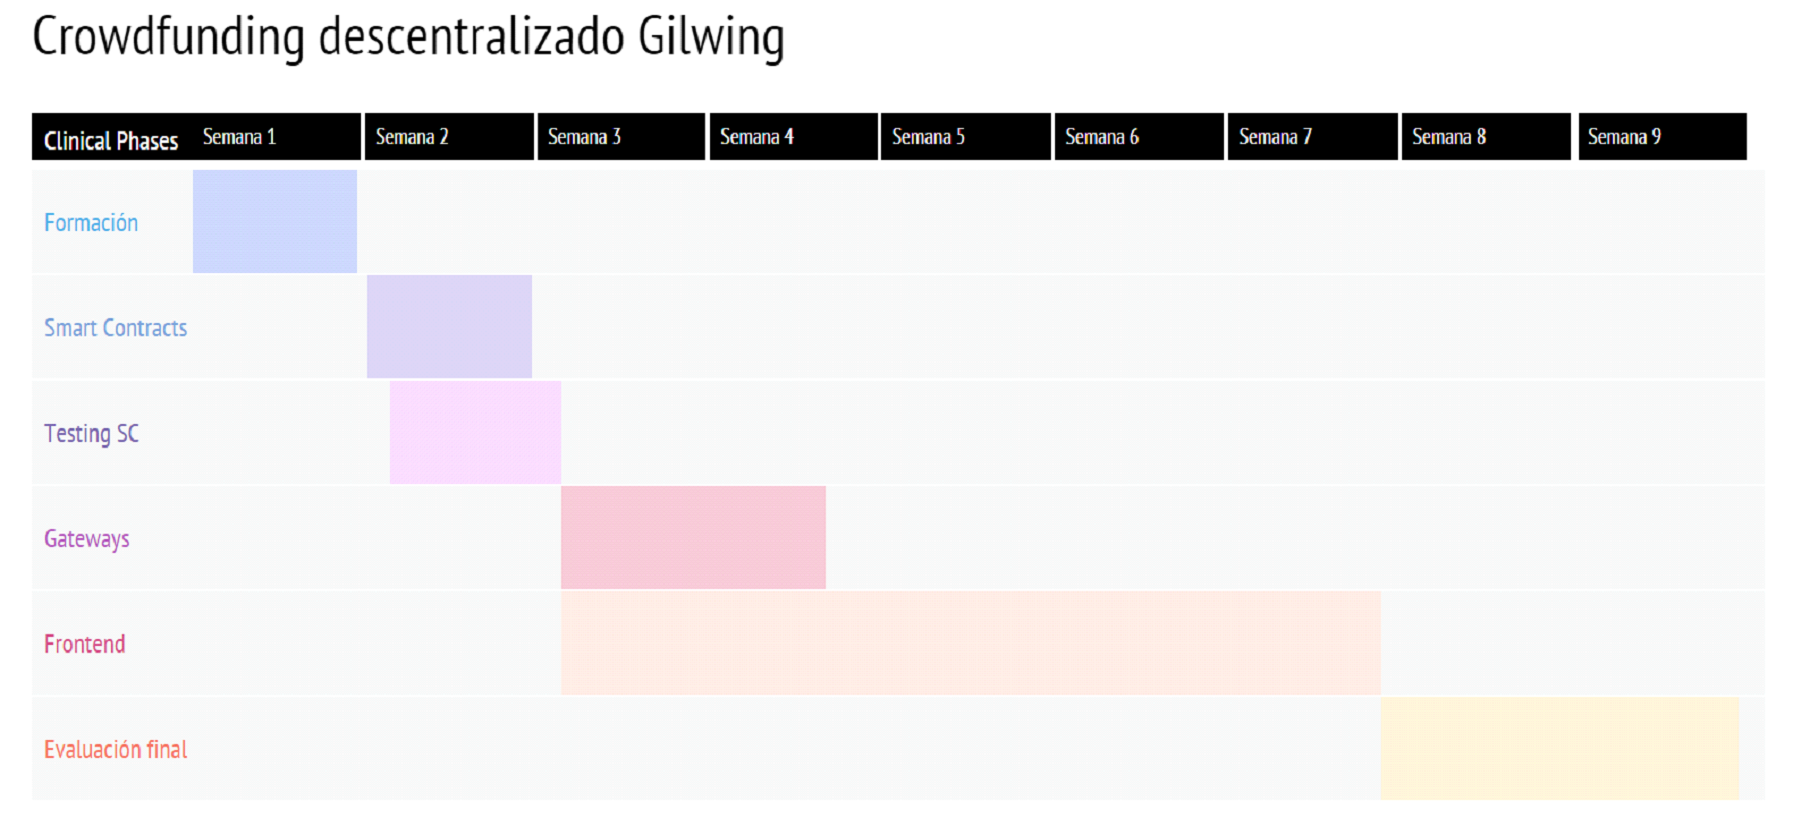 Crowdfunding descentralizado Gilwing
Clinical Phases Semana 1 Semana 2 Semana 3 Semana 4 Semana 5 Semana 6 Semana 7 Semana 8 Semana 9
Formación
Smart Contracts
Testing SC
Gateways
Frontend
Evaluación final